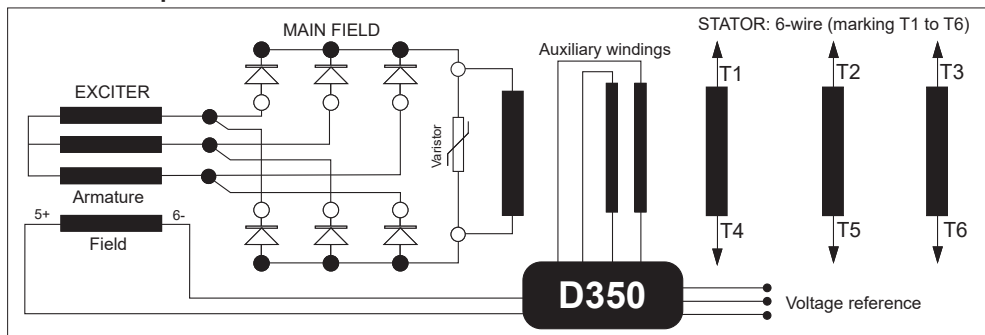 STATOR: 6-wire (marking T1 to T6)
MAIN FIELD
Auxiliary windings
T1
T2
T3
EXCITER
Varistor
Armature
5+
6-
Field
T4
T5
T6
D350
Voltage reference